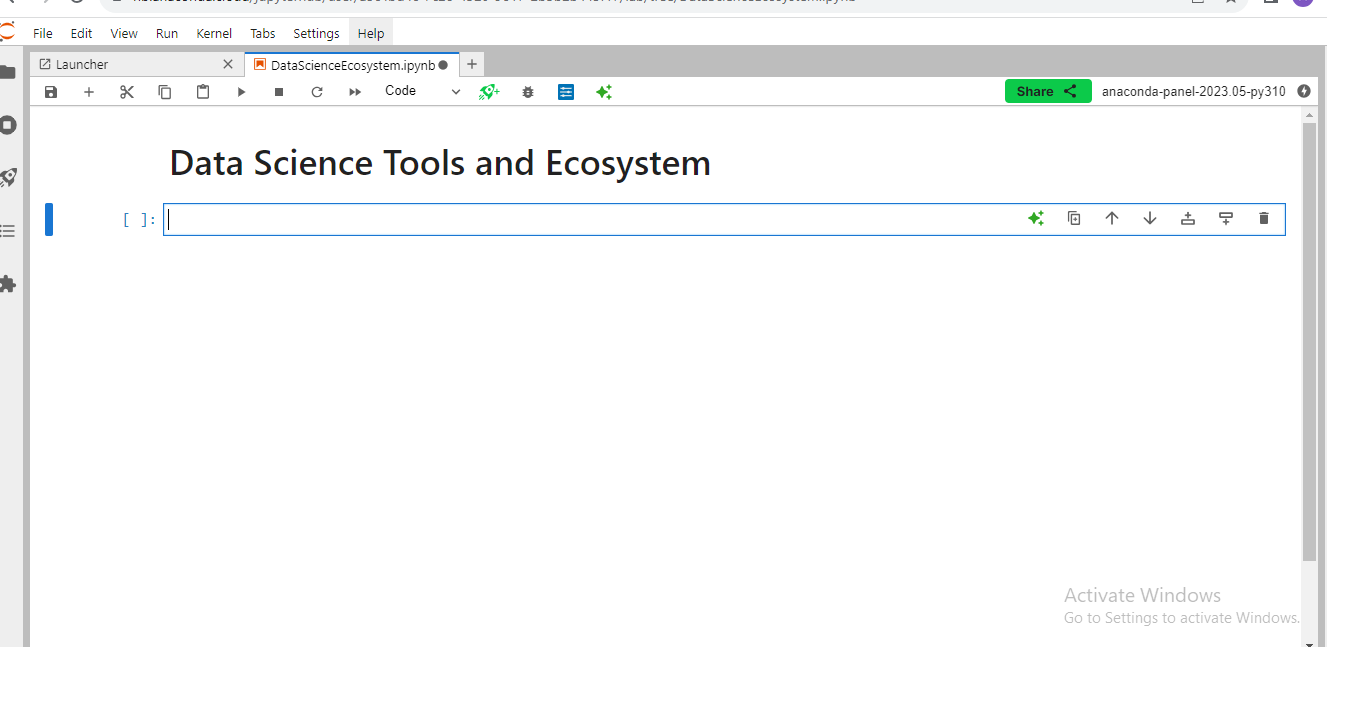 File Edit View Run Kernel Tabs Settings Help
Launcher DataScienceEcosystem.ipynb
Code Share anaconda-panel-2023.05-py310
Data Science Tools and Ecosystem
[ ]:
Activate Windows
Go to Settings to activate Windows.